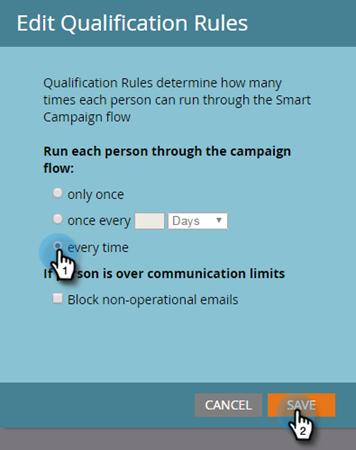 Edit Qualification Rules
Qualification Rules determine how many
times each person can run through the Smart
Campaign flow
Run each person through the campaign
flow:
only once
once every Days
every time
1
If person is over communication limits
Block non-operational emails
CANCEL SAVE
2